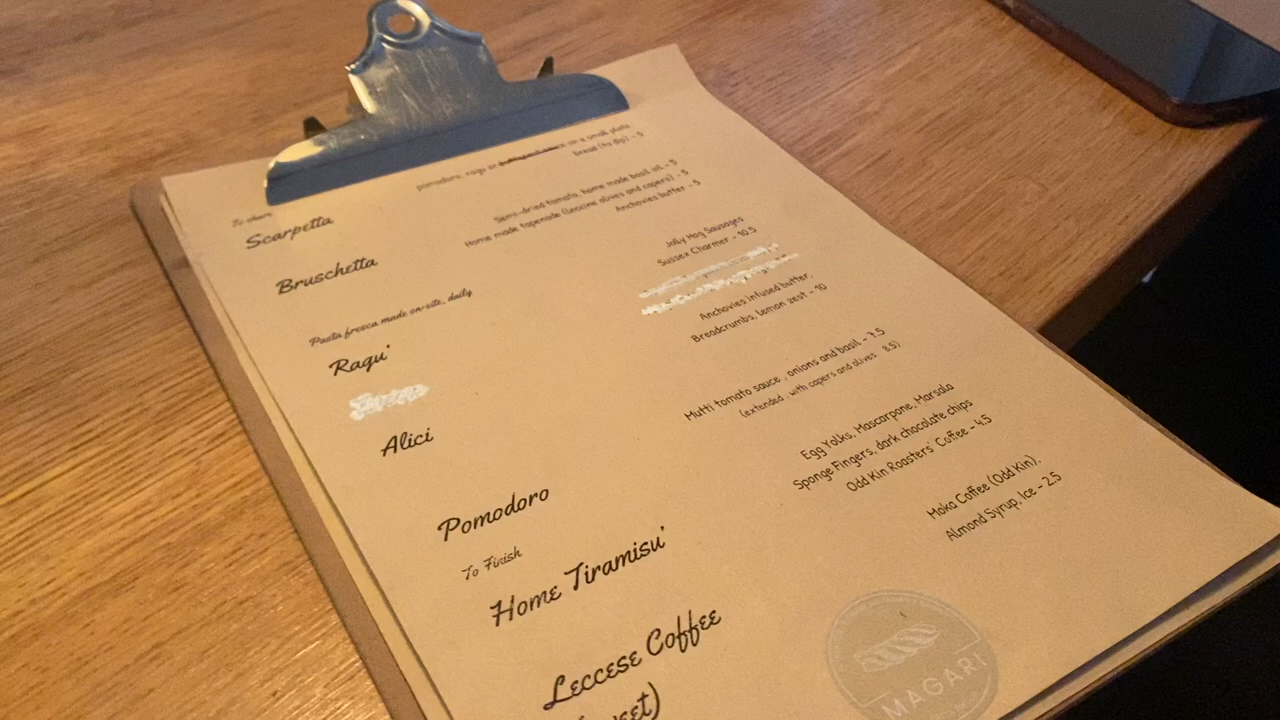 pomodoro, ragu or on a small plate
bread (to dip) - 5
To share
Scarpetta
Semi-dried tomato, home made basil oil - 5
Home made tapenade (leccine olives and capers) - 5
Anchovies butter - 5
Bruschetta
Pasta fresca made on-site, daily
Jolly Hog Sausages
Sussex Charmer - 10.5
Ragu'
Anchovies infused butter,
Breadcrumbs, Lemon zest - 10
Alici
Mutti tomato sauce , onions and basil - 7.5
(extended , with capers and olives 8.5)
Pomodoro
To Finish
Egg Yolks, Mascarpone, Marsala
Sponge Fingers, dark chocolate chips
Odd Kin Roasters' Coffee - 4.5
Home Tiramisu'
Moka Coffee (Odd Kin),
Almond Syrup, Ice - 2.5
Leccese Coffee
MAGARI